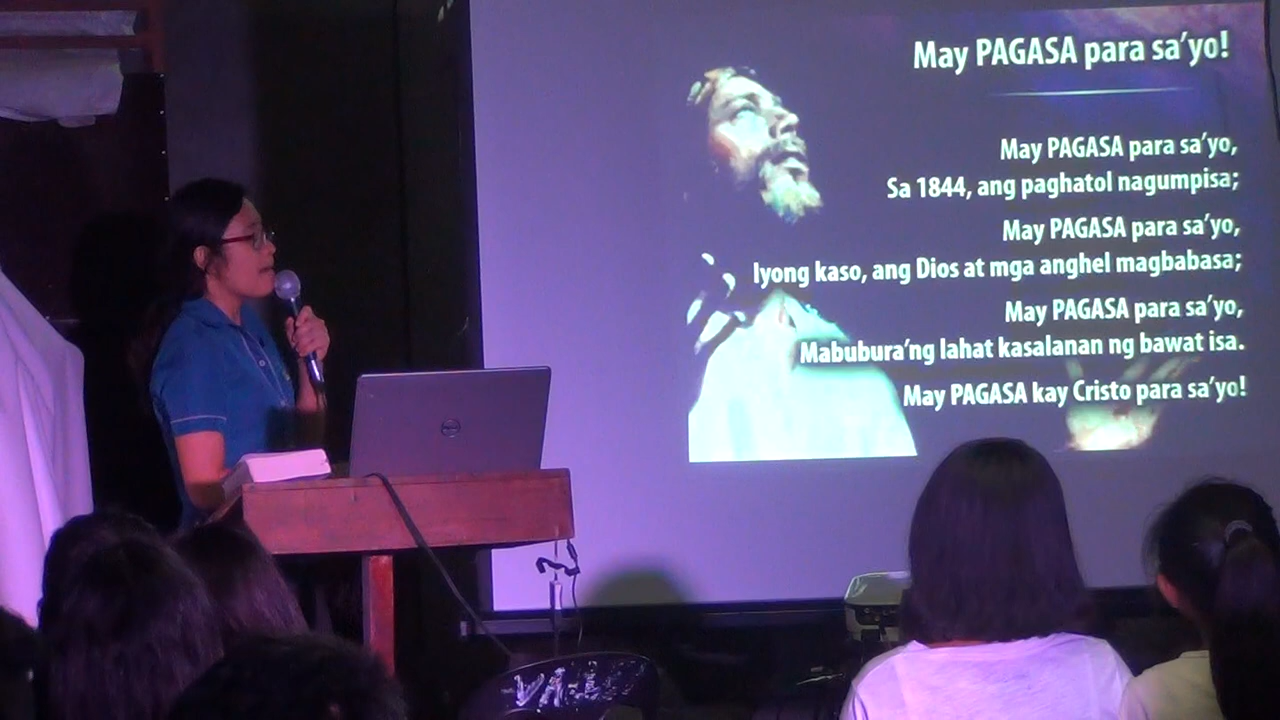 May PAGASA para sa'yo!
May PAGASA para sa'yo,
Sa 1844, ang paghatol nagumpisa;
May PAGASA para sa'yo,
Iyong kaso, ang Dios at mga anghel magbabasa;
May PAGASA para sa'yo,
Mabubura'ng lahat kasalanan ng bawat isa.
May PAGASA kay Cristo para sa'yo!
DELL